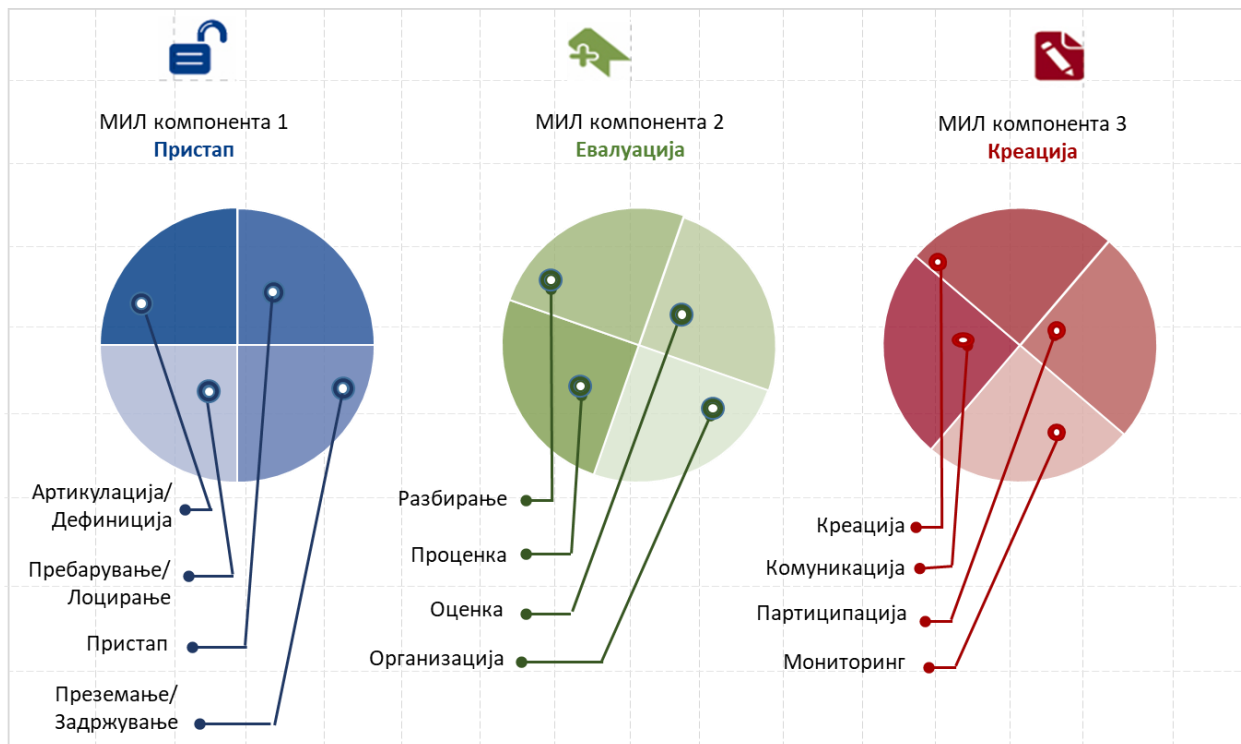 МИЛ компонента 1
Пристап
Артикулација/
Дефиниција
Пребарување/
Лоцирање
Пристап
Преземање/
Задржување
МИЛ компонента 2
Евалуација
Разбирање
Проценка
Оценка
Организација
МИЛ компонента 3
Креација
Креација
Комуникација
Партиципација
Мониторинг